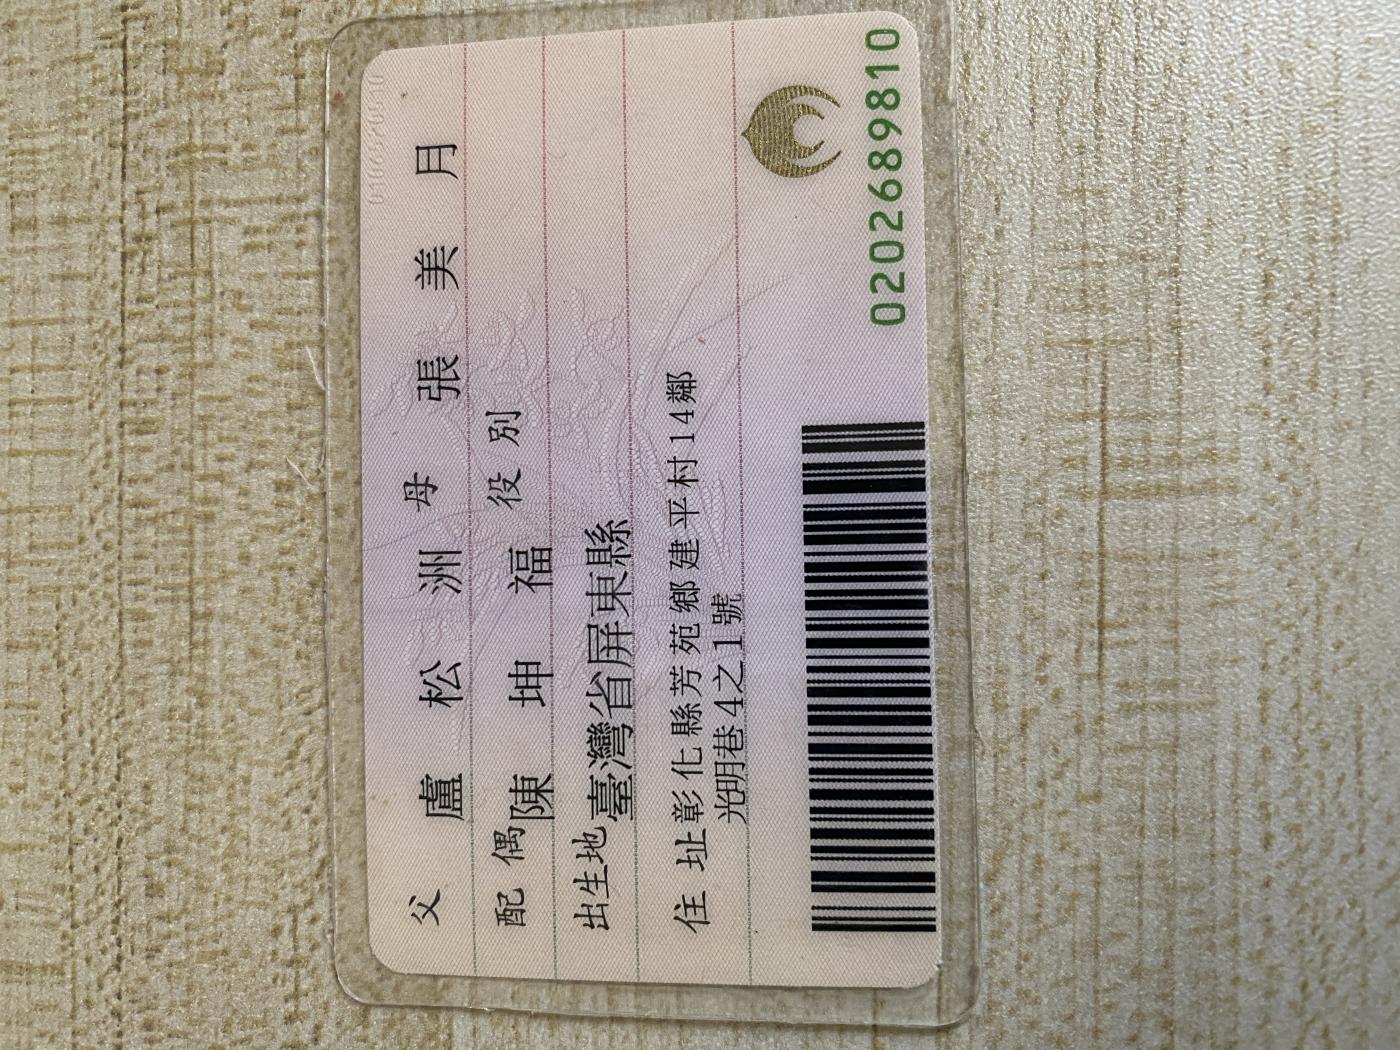 父 盧松洲 母 張美月
配偶 陳坤福 役別
出生地 臺灣省屏東縣
住址 彰化縣芳苑鄉建平村14鄰
光明巷4之1號
0202689810